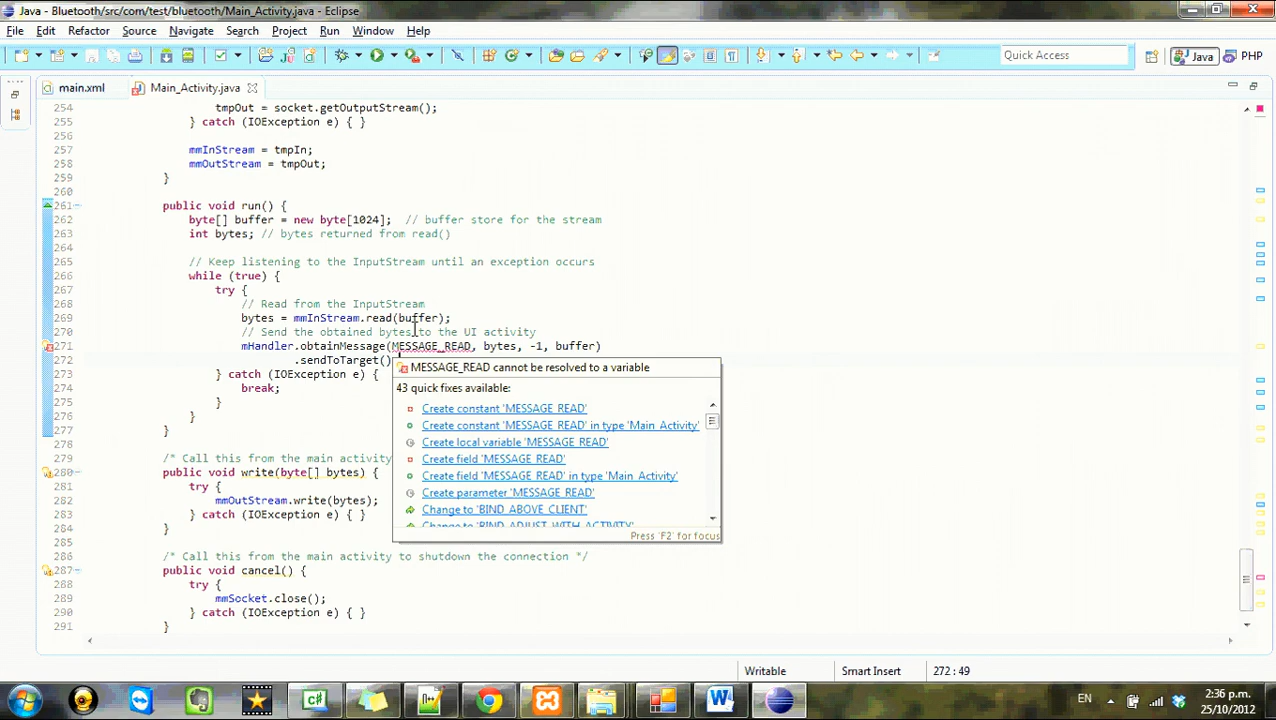 Java - Bluetooth/src/com/test/bluetooth/Main_Activity.java - Eclipse
File Edit Refactor Source Navigate Search Project Run Window Help
Quick Access Java PHP
main.xml Main_Activity.java
254 tmpOut = socket.getOutputStream();
255 } catch (IOException e) { }
256
257 mmInStream = tmpIn;
258 mmOutStream = tmpOut;
259 }
260
261 public void run() {
262 byte[] buffer = new byte[1024];  // buffer store for the stream
263 int bytes; // bytes returned from read()
264
265 // Keep listening to the InputStream until an exception occurs
266 while (true) {
267 try {
268 // Read from the InputStream
269 bytes = mmInStream.read(buffer);
270 // Send the obtained bytes to the UI activity
271 mHandler.obtainMessage(MESSAGE_READ, bytes, -1, buffer)
272 .sendToTarget()
MESSAGE_READ cannot be resolved to a variable
273 } catch (IOException e) {
43 quick fixes available:
274 break;
275 }
Create constant 'MESSAGE_READ'
276 }
Create constant 'MESSAGE_READ' in type 'Main_Activity'
277 }
Create local variable 'MESSAGE_READ'
278
279 /* Call this from the main activity
Create field 'MESSAGE_READ'
280 public void write(byte[] bytes) {
Create field 'MESSAGE_READ' in type 'Main_Activity'
281 try {
Create parameter 'MESSAGE_READ'
282 mmOutStream.write(bytes);
Change to 'BIND_ABOVE_CLIENT'
283 } catch (IOException e) { }
Change to 'BIND_ADJUST_WITH_ACTIVITY'
284 }
Press 'F2' for focus
285
286 /* Call this from the main activity to shutdown the connection */
287 public void cancel() {
288 try {
289 mmSocket.close();
290 } catch (IOException e) { }
291 }
Writable Smart Insert 272 : 49
EN 2:36 p.m.
25/10/2012